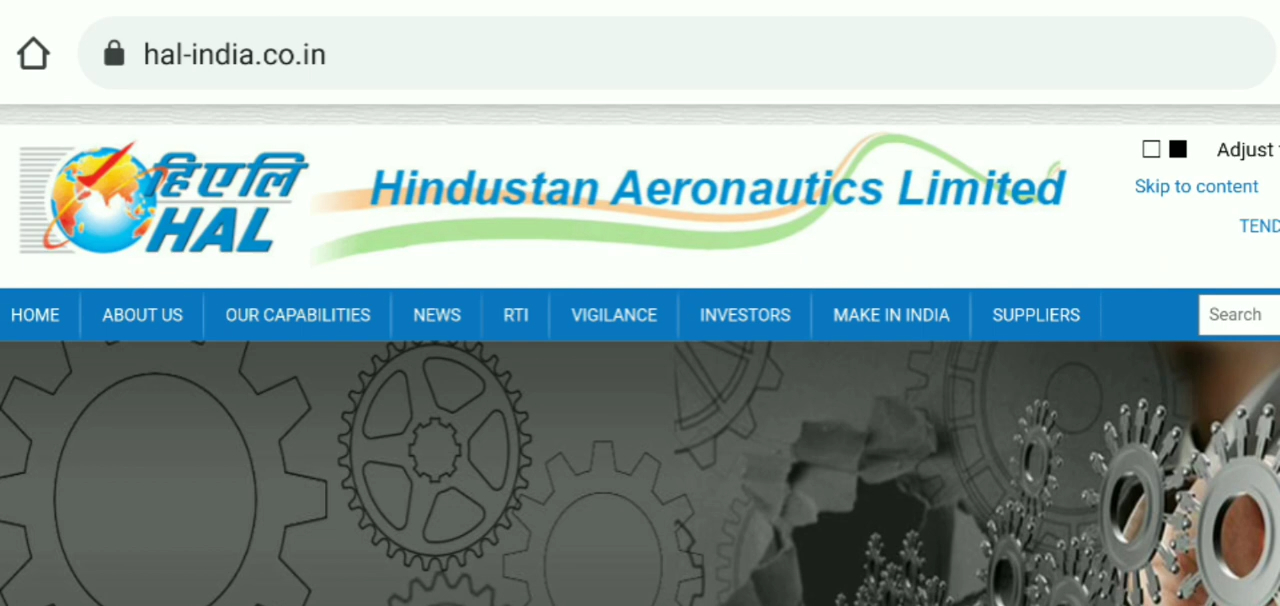 hal-india.co.in
हिएलि
HAL
Hindustan Aeronautics Limited
Adjust
Skip to content
TEND
HOME ABOUT US OUR CAPABILITIES NEWS RTI VIGILANCE INVESTORS MAKE IN INDIA SUPPLIERS Search